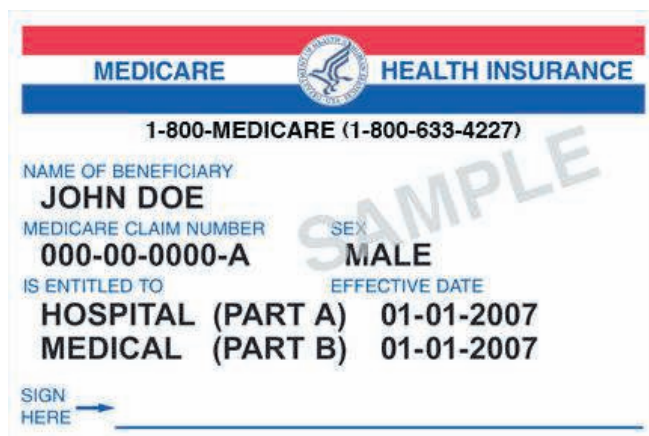 MEDICARE HEALTH INSURANCE
1-800-MEDICARE (1-800-633-4227)
NAME OF BENEFICIARY
JOHN DOE
MEDICARE CLAIM NUMBER SEX
000-00-0000-A MALE
IS ENTITLED TO EFFECTIVE DATE
HOSPITAL (PART A) 01-01-2007
MEDICAL (PART B) 01-01-2007
SIGN
HERE
SAMPLE